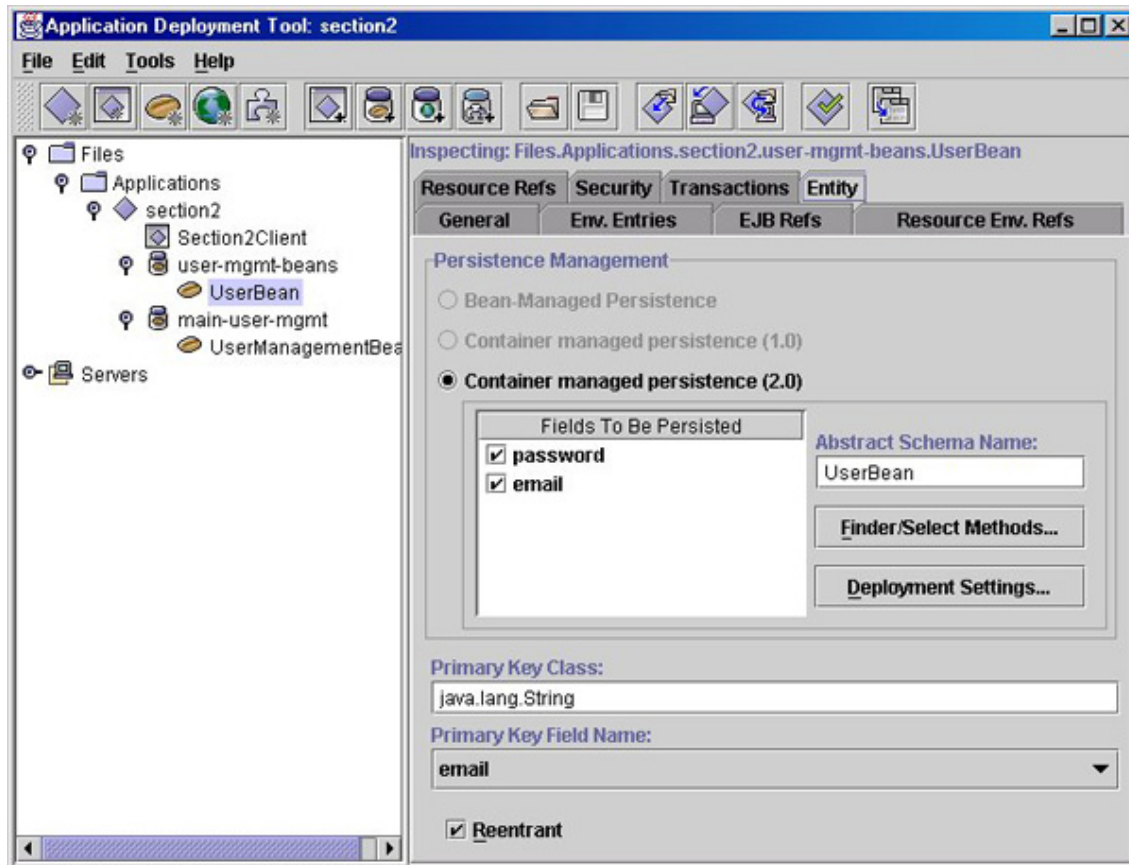 Application Deployment Tool: section2
File Edit Tools Help
Files
Applications
section2
Section2Client
user-mgmt-beans
UserBean
main-user-mgmt
UserManagementBea
Servers
Inspecting: Files.Applications.section2.user-mgmt-beans.UserBean
Resource Refs Security Transactions Entity
General Env. Entries EJB Refs Resource Env. Refs
Persistence Management
Bean-Managed Persistence
Container managed persistence (1.0)
Container managed persistence (2.0)
Fields To Be Persisted
password
email
Abstract Schema Name:
UserBean
Finder/Select Methods...
Deployment Settings...
Primary Key Class:
java.lang.String
Primary Key Field Name:
email
Reentrant